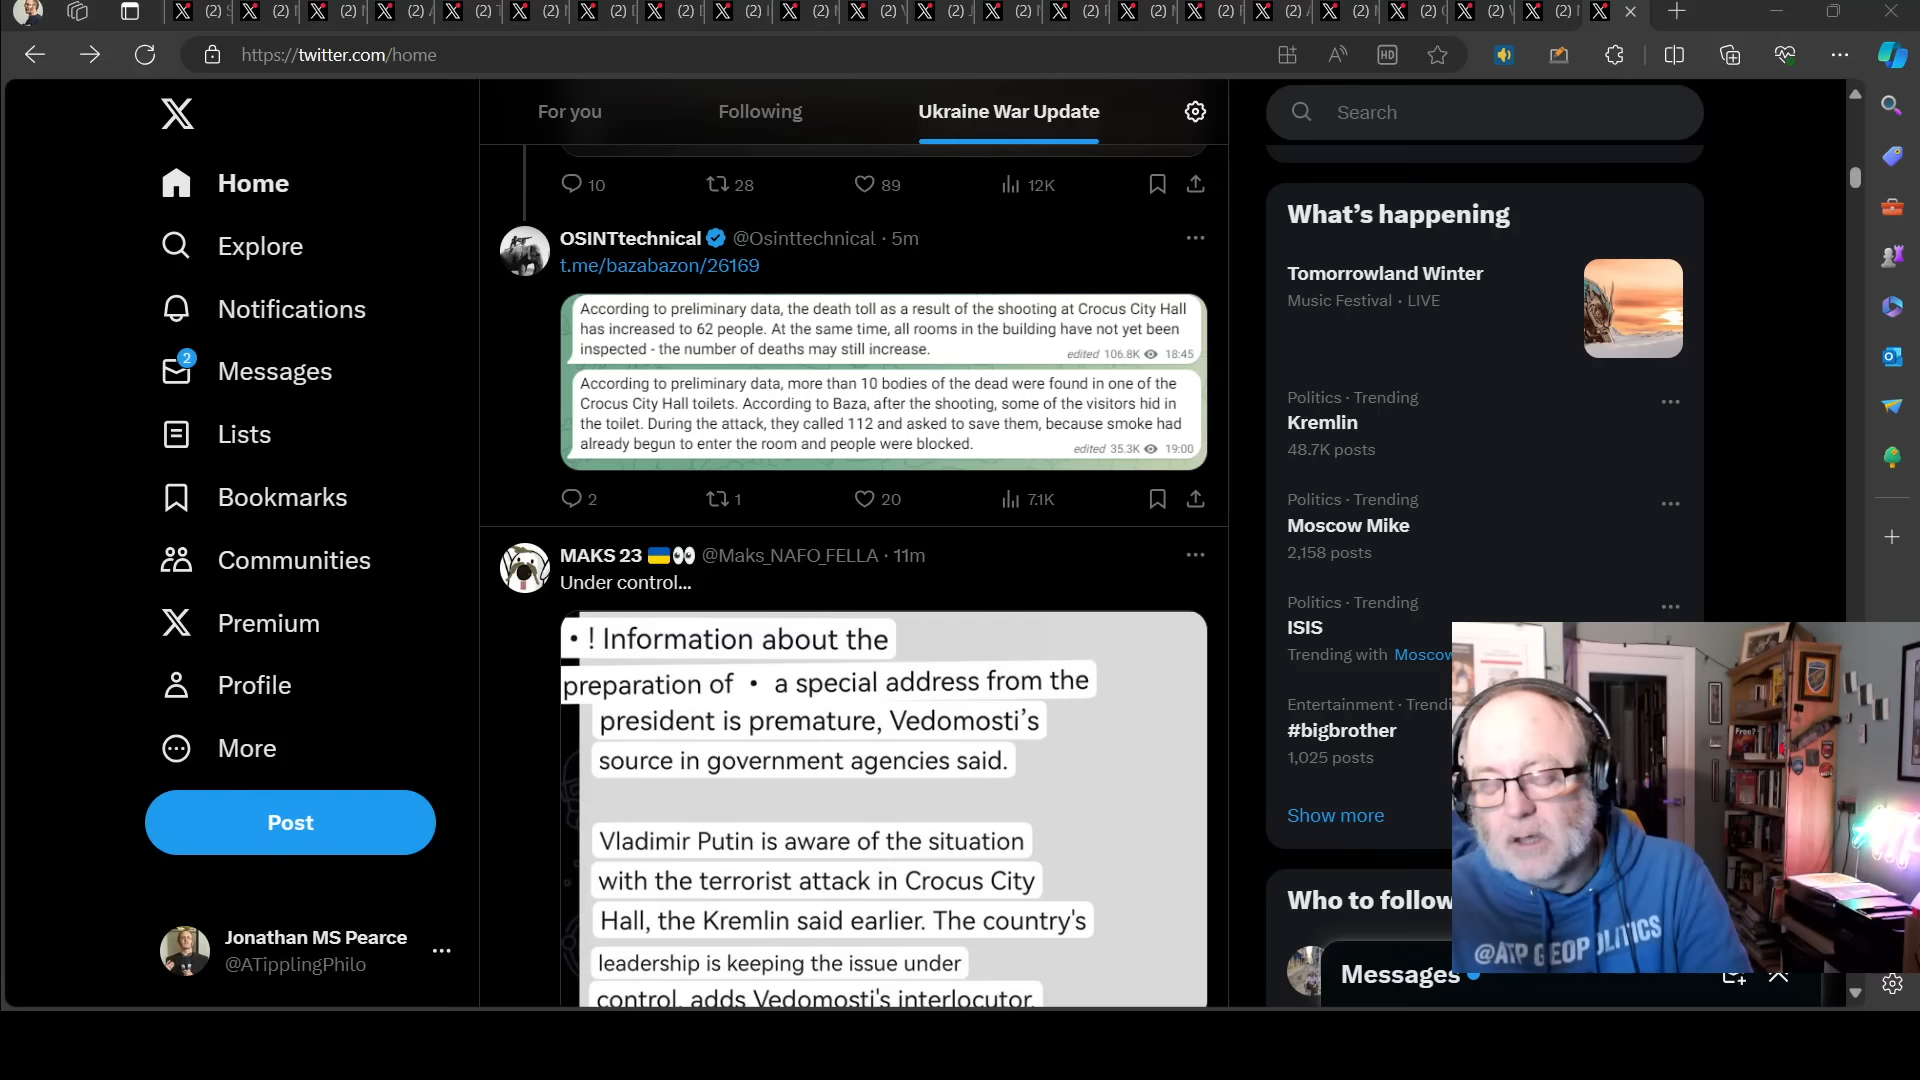 https://twitter.com/home
For you
Following
Ukraine War Update
Search
Home
Explore
Notifications
2
Messages
Lists
Bookmarks
Communities
Premium
Profile
More
Post
Jonathan MS Pearce
@ATipplingPhilo
10
28
89
12K
OSINTtechnical @Osinttechnical · 5m
t.me/bazabazon/26169
According to preliminary data, the death toll as a result of the shooting at Crocus City Hall
has increased to 62 people. At the same time, all rooms in the building have not yet been
inspected - the number of deaths may still increase.
edited 106.8K 18:45
According to preliminary data, more than 10 bodies of the dead were found in one of the
Crocus City Hall toilets. According to Baza, after the shooting, some of the visitors hid in
the toilet. During the attack, they called 112 and asked to save them, because smoke had
already begun to enter the room and people were blocked.
edited 35.3K 19:00
2
1
20
7.1K
MAKS 23 🇺🇦👀 @Maks_NAFO_FELLA · 11m
Under control...
• ! Information about the
preparation of • a special address from the
president is premature, Vedomosti's
source in government agencies said.
Vladimir Putin is aware of the situation
with the terrorist attack in Crocus City
Hall, the Kremlin said earlier. The country's
leadership is keeping the issue under
control, adds Vedomosti's interlocutor.
What's happening
Tomorrowland Winter
Music Festival · LIVE
Politics · Trending
Kremlin
48.7K posts
Politics · Trending
Moscow Mike
2,158 posts
Politics · Trending
ISIS
Trending with Moscow
Entertainment · Trendi
#bigbrother
1,025 posts
Show more
Who to follow
Messages
@ATP GEOPOLITICS